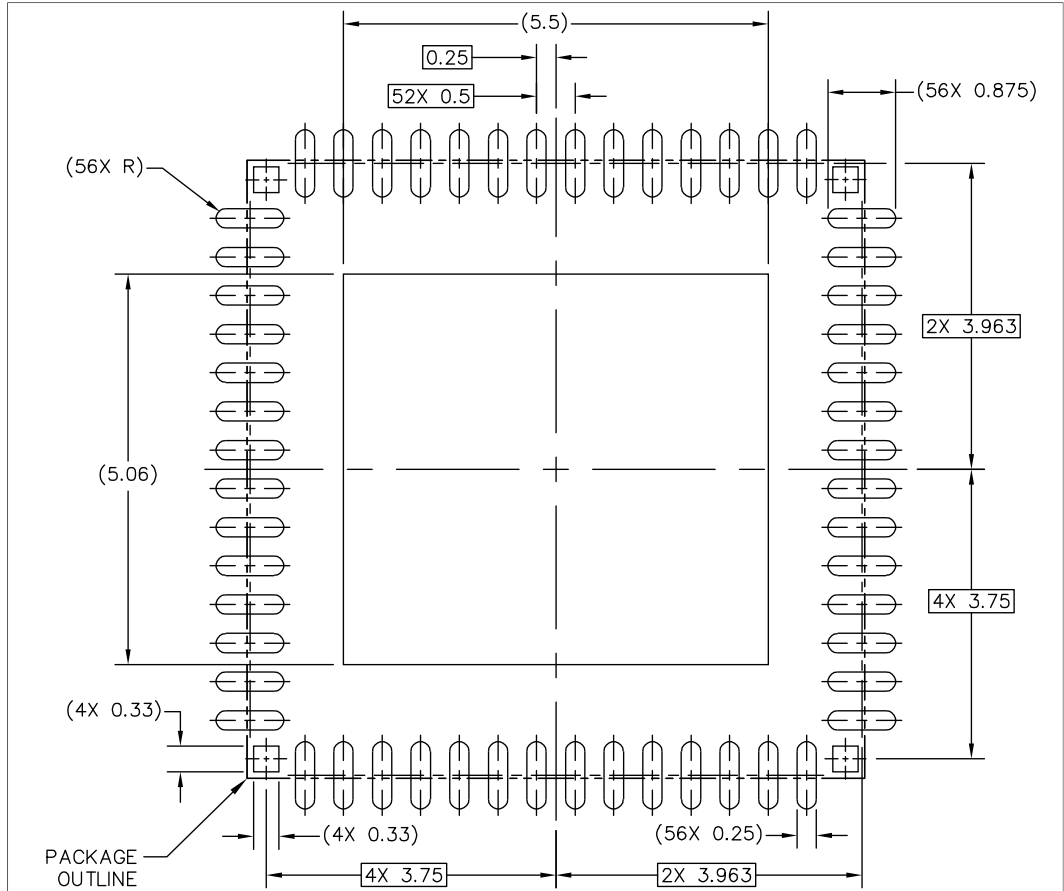 (5.5)
0.25
52X 0.5
(56X 0.875)
(56X R)
2X 3.963
(5.06)
4X 3.75
(4X 0.33)
(4X 0.33)
(56X 0.25)
PACKAGE
OUTLINE
4X 3.75
2X 3.963